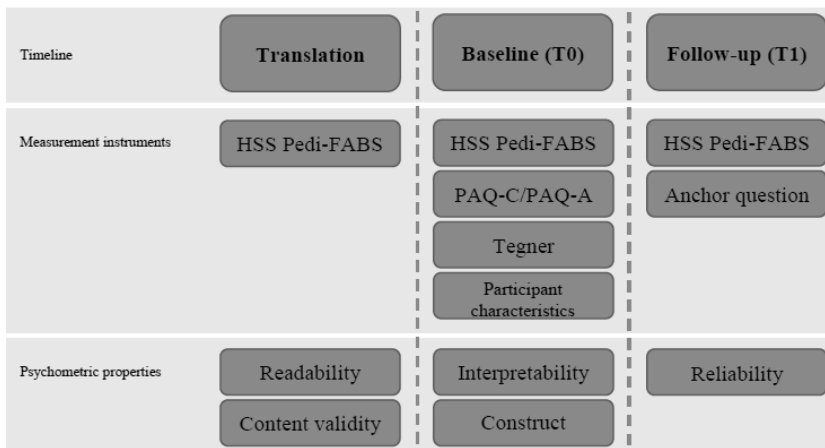 Timeline
Translation
Baseline (T0)
Follow-up (T1)
Measurement instruments
HSS Pedi-FABS
HSS Pedi-FABS
HSS Pedi-FABS
PAQ-C/PAQ-A
Anchor question
Tegner
Participant
characteristics
Psychometric properties
Readability
Interpretability
Reliability
Content validity
Construct